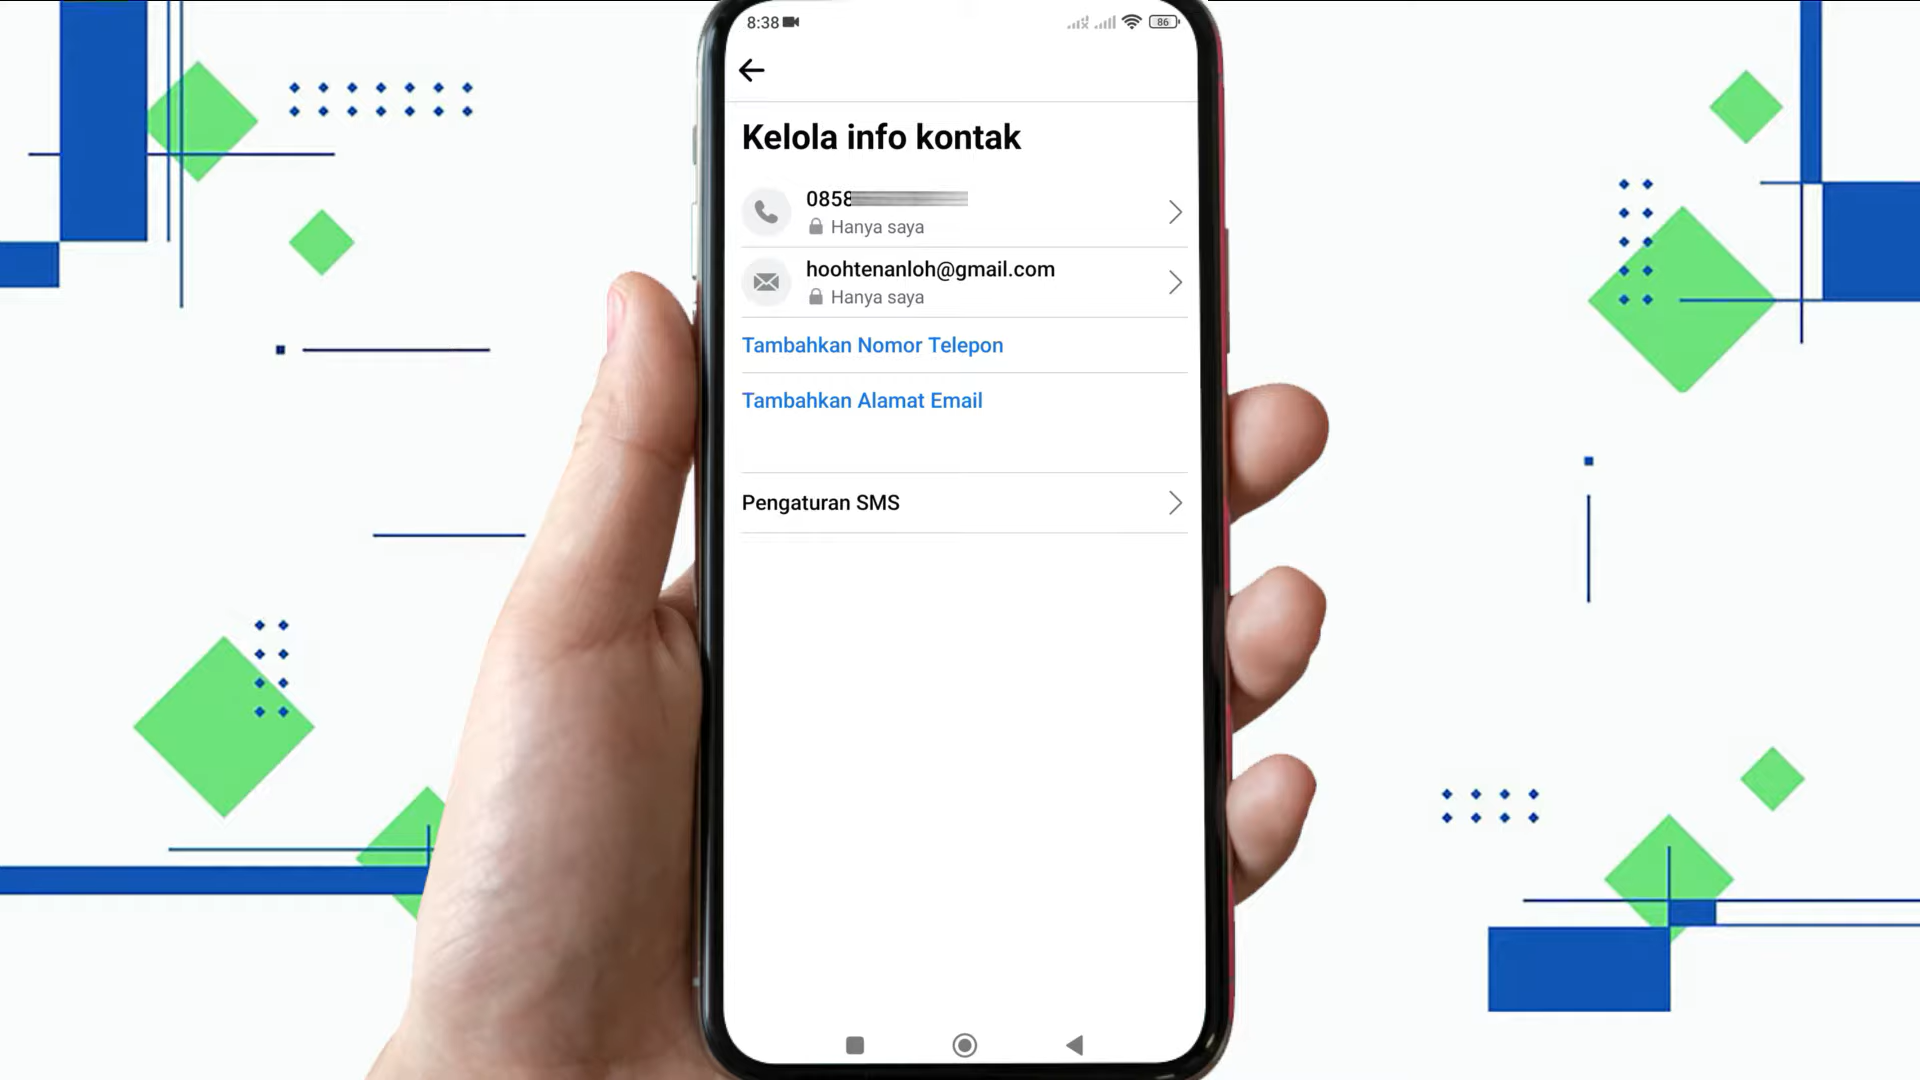 8:38
86
Kelola info kontak
0858
Hanya saya
hoohtenanloh@gmail.com
Hanya saya
Tambahkan Nomor Telepon
Tambahkan Alamat Email
Pengaturan SMS